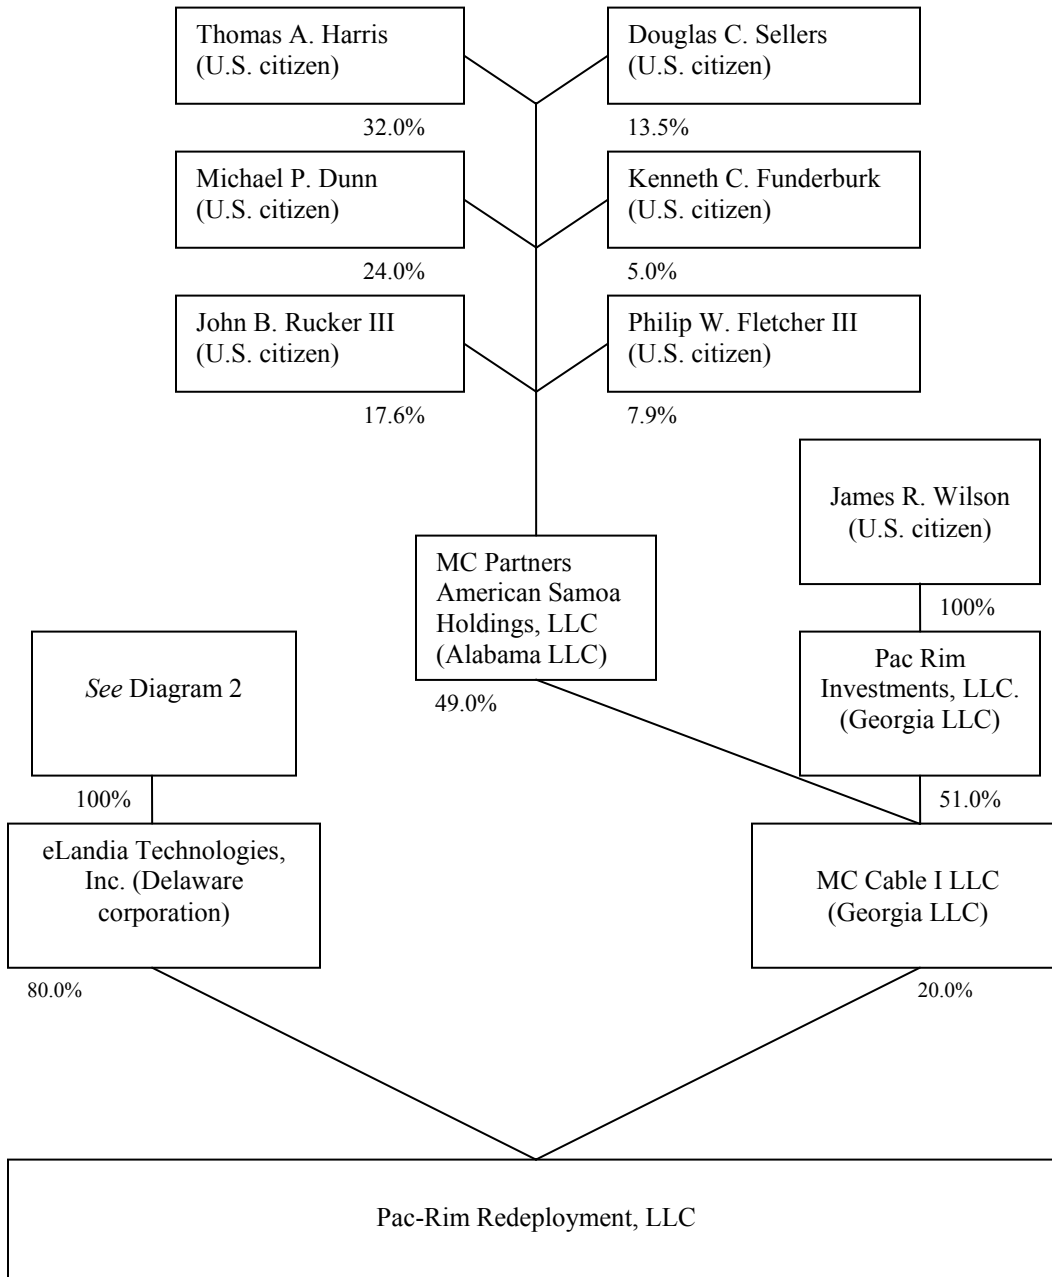 Thomas A. Harris
(U.S. citizen)
Douglas C. Sellers
(U.S. citizen)
32.0%
13.5%
Michael P. Dunn
(U.S. citizen)
Kenneth C. Funderburk
(U.S. citizen)
24.0%
5.0%
John B. Rucker III
(U.S. citizen)
Philip W. Fletcher III
(U.S. citizen)
17.6%
7.9%
James R. Wilson
(U.S. citizen)
100%
MC Partners
American Samoa
Holdings, LLC
(Alabama LLC)
49.0%
Pac Rim
Investments, LLC.
(Georgia LLC)
51.0%
See Diagram 2
100%
eLandia Technologies,
Inc. (Delaware
corporation)
80.0%
MC Cable I LLC
(Georgia LLC)
20.0%
Pac-Rim Redeployment, LLC